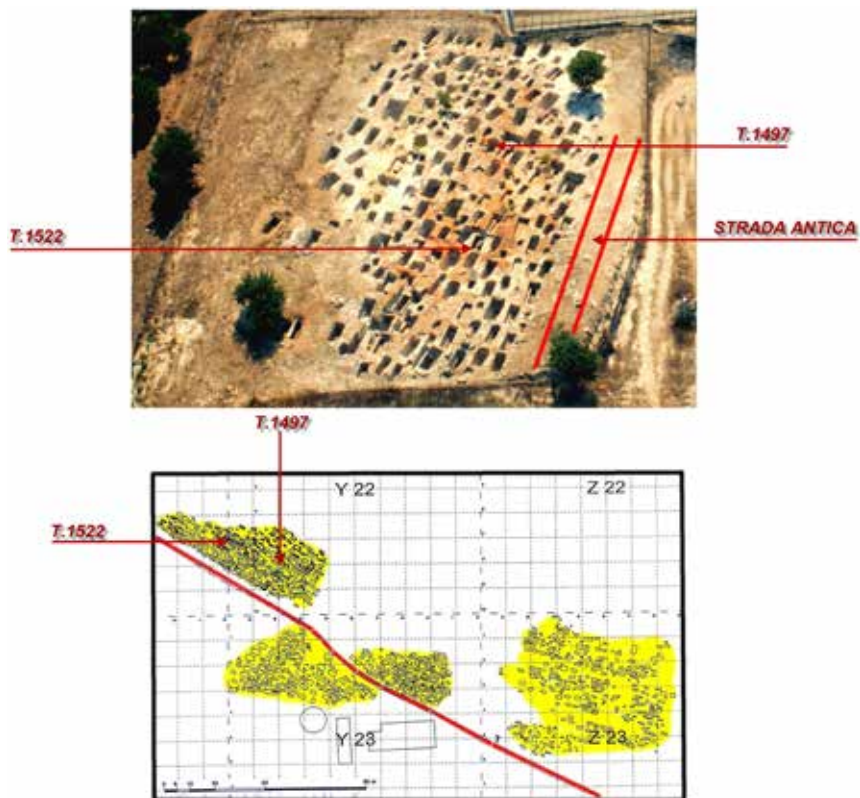 T.1497
T.1522
STRADA ANTICA
T.1497
Y 22
Z 22
T.1522
Y 23
Z 23